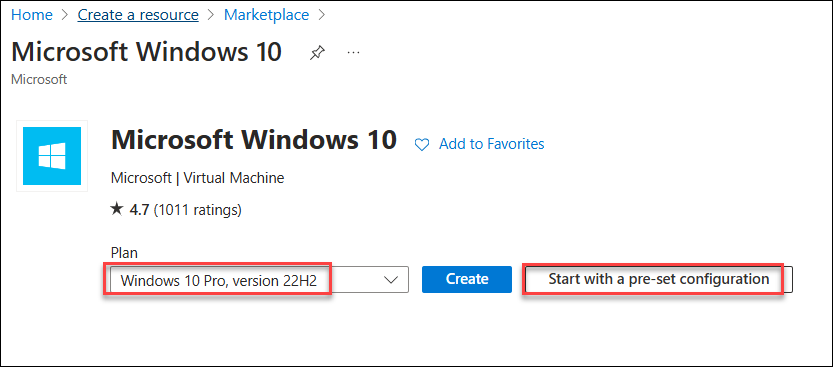 Home > Create a resource > Marketplace >
Microsoft Windows 10 ...
Microsoft
Microsoft Windows 10 Add to Favorites
Microsoft | Virtual Machine
★ 4.7 (1011 ratings)
Plan
Windows 10 Pro, version 22H2 Create Start with a pre-set configuration